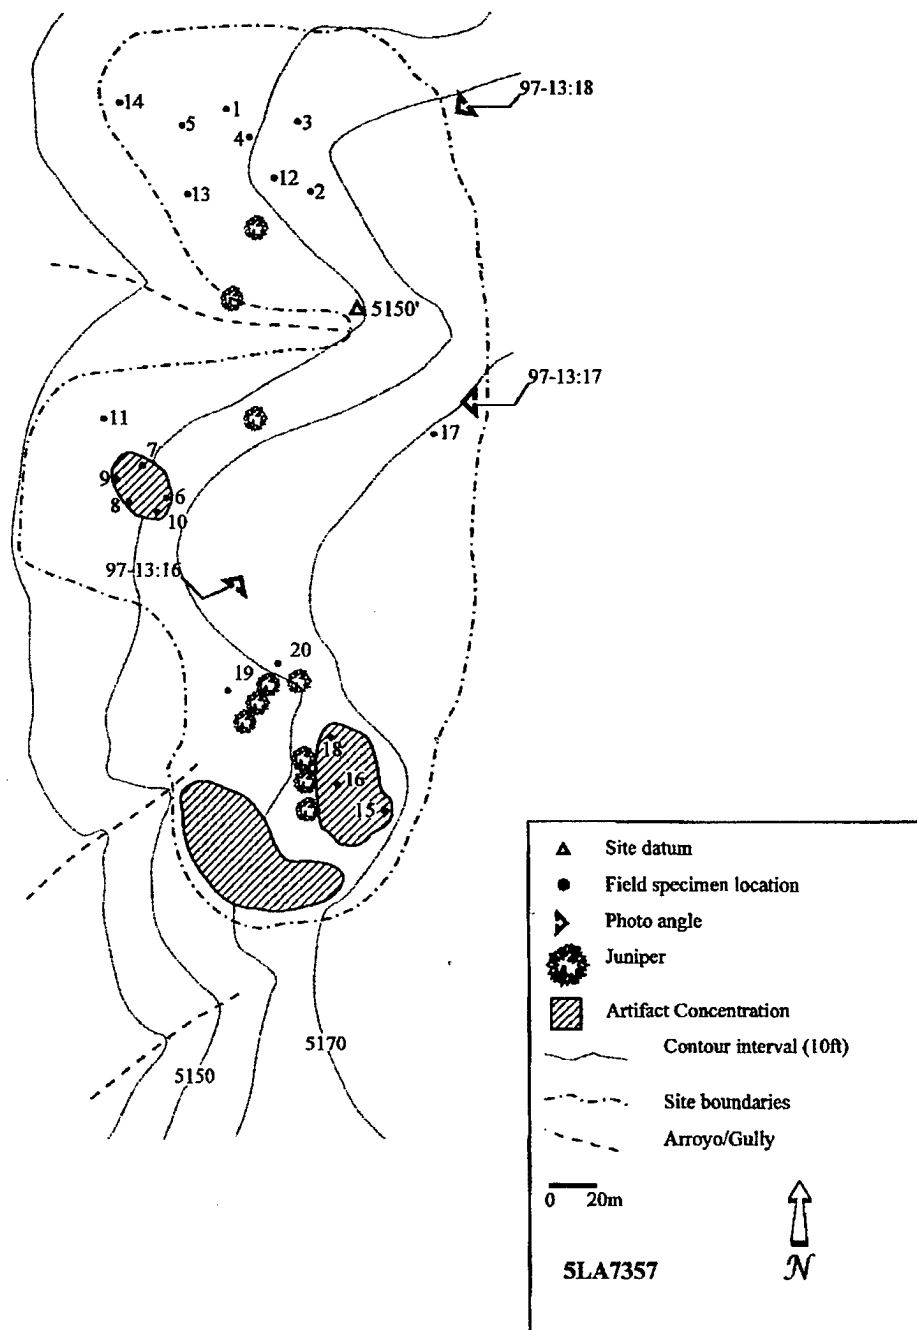 97-13:18
14
1
5
4
3
12
2
13
5150'
97-13:17
11
17
7
9
6
8
10
97-13:16
20
19
18
16
15
5170
5150
Site datum
Field specimen location
Photo angle
Juniper
Artifact Concentration
Contour interval (10ft)
Site boundaries
Arroyo/Gully
0 20m
5LA7357
N